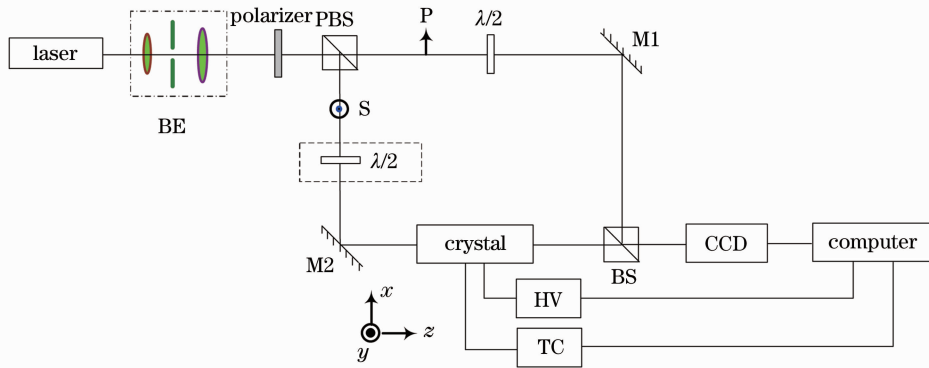 polarizer PBS
P
λ/2
M1
laser
S
BE
λ/2
crystal
CCD
computer
M2
BS
HV
x
z
y
TC